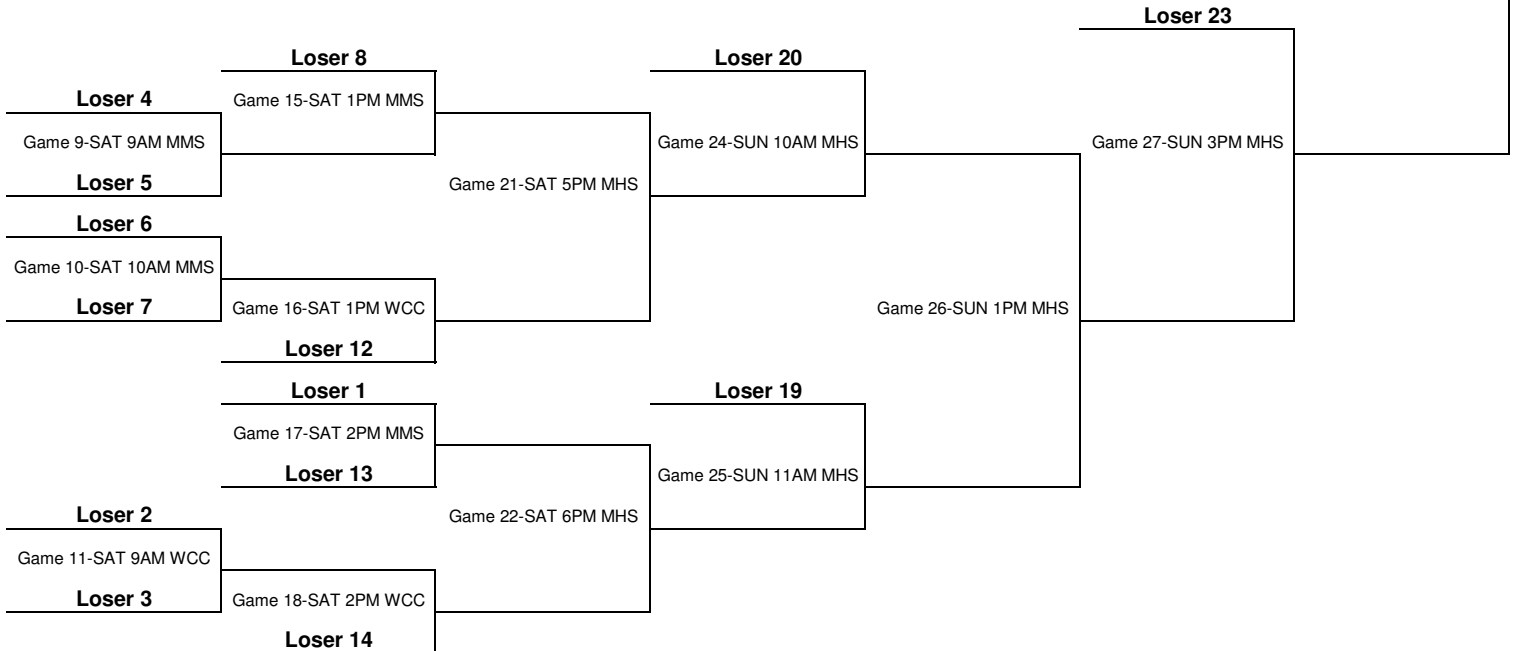 Loser 23
Loser 8
Loser 20
Loser 4
Game 15-SAT 1PM MMS
Game 9-SAT 9AM MMS
Game 24-SUN 10AM MHS
Game 27-SUN 3PM MHS
Loser 5
Game 21-SAT 5PM MHS
Loser 6
Game 10-SAT 10AM MMS
Loser 7
Game 16-SAT 1PM WCC
Game 26-SUN 1PM MHS
Loser 12
Loser 1
Loser 19
Game 17-SAT 2PM MMS
Loser 13
Game 25-SUN 11AM MHS
Loser 2
Game 22-SAT 6PM MHS
Game 11-SAT 9AM WCC
Loser 3
Game 18-SAT 2PM WCC
Loser 14